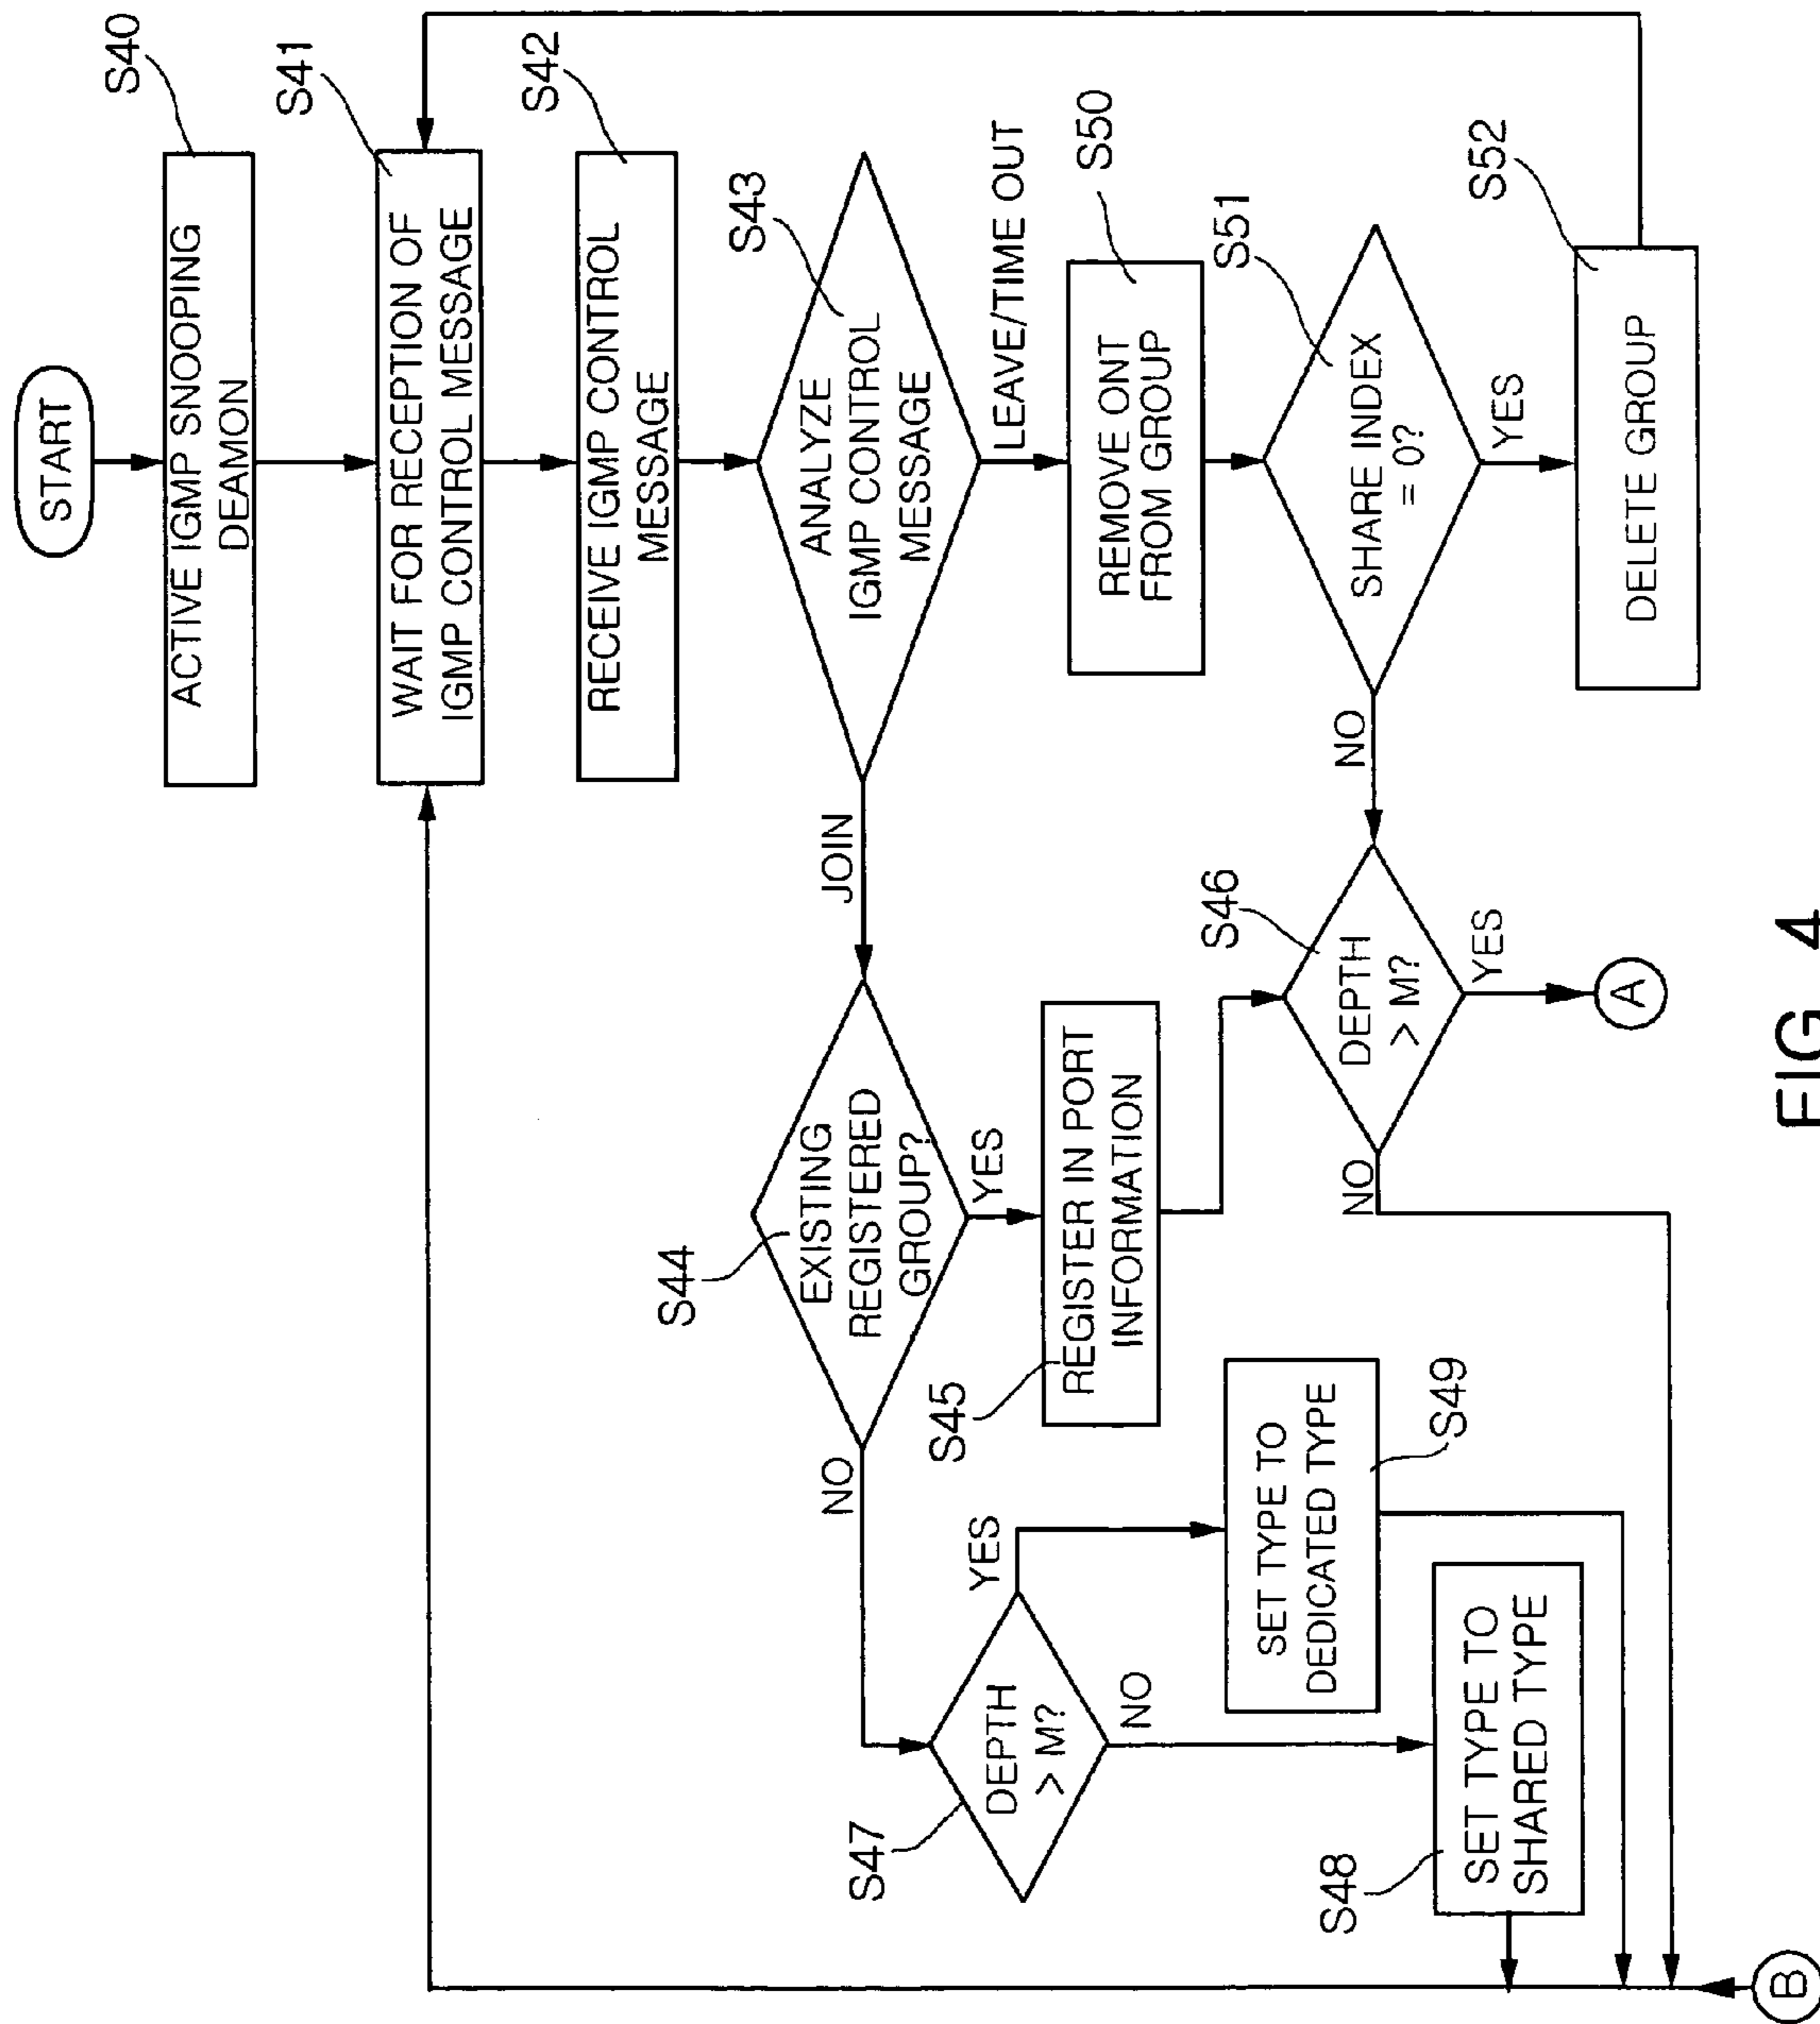 START
S40
ACTIVE IGMP SNOOPING
DEAMON
S41
WAIT FOR RECEPTION OF
IGMP CONTROL MESSAGE
S42
RECEIVE IGMP CONTROL
MESSAGE
S43
ANALYZE
IGMP CONTROL
MESSAGE
JOIN
LEAVE/TIME OUT
S44
EXISTING
REGISTERED
GROUP?
NO
YES
S50
REMOVE ONT
FROM GROUP
S45
REGISTER IN PORT
INFORMATION
S51
SHARE INDEX
= 0?
NO
YES
S47
DEPTH
> M?
YES
NO
S46
DEPTH
> M?
NO
YES
S49
SET TYPE TO
DEDICATED TYPE
S52
DELETE GROUP
S48
SET TYPE TO
SHARED TYPE
A
B
FIG. 4